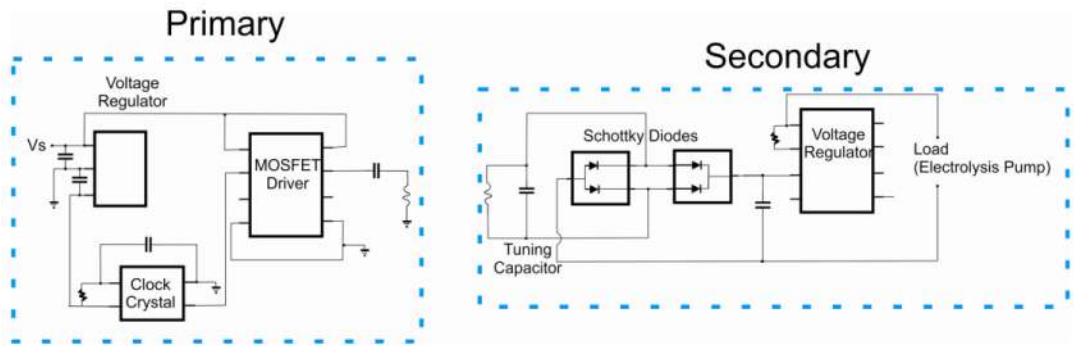 Primary
Voltage
Regulator
Vs
MOSFET
Driver
Clock
Crystal
Secondary
Schottky Diodes
Voltage
Regulator
Load
(Electrolysis Pump)
Tuning
Capacitor